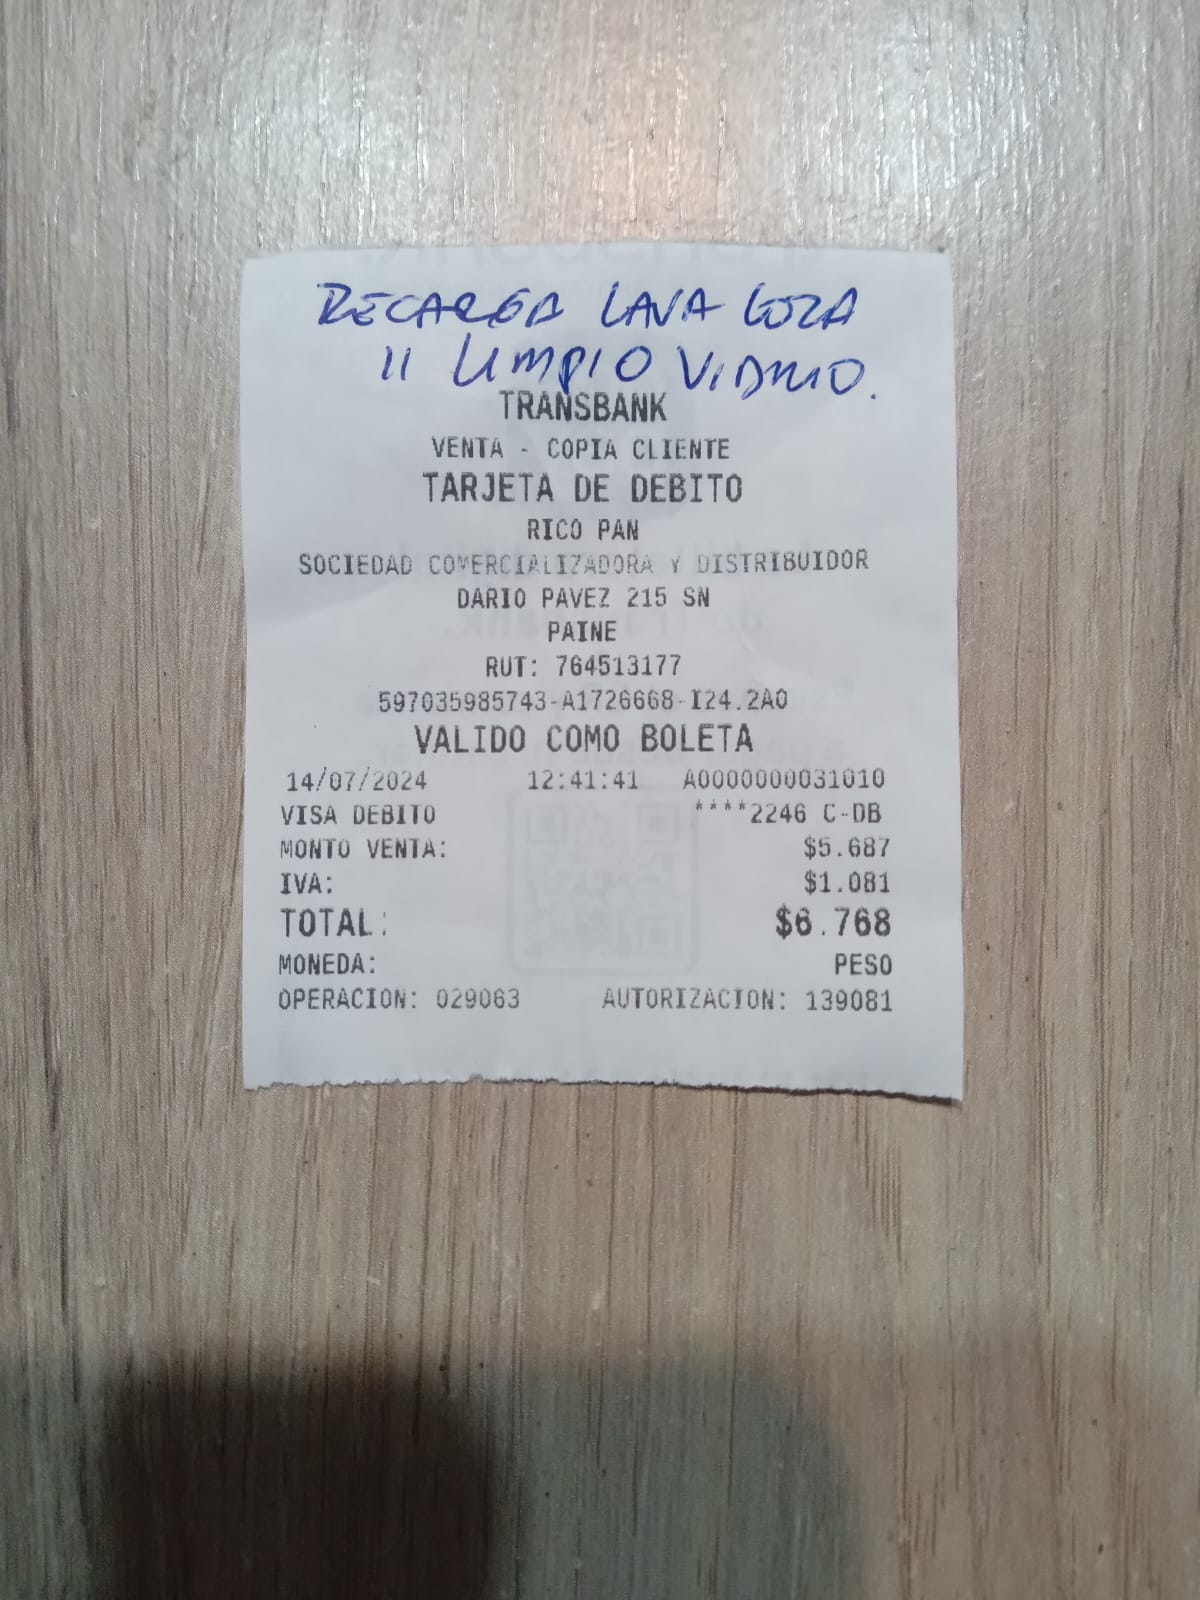 RECARGA LAVA LOZA
11 LIMPIO VIDRIO.
TRANSBANK
VENTA - COPIA CLIENTE
TARJETA DE DEBITO
RICO PAN
SOCIEDAD COMERCIALIZADORA Y DISTRIBUIDOR
DARIO PAVEZ 215 SN
PAINE
RUT: 764513177
597035985743-A1726668-I24.2A0
VALIDO COMO BOLETA
14/07/2024 12:41:41 A0000000031010
VISA DEBITO ****2246 C-DB
MONTO VENTA: $5.687
IVA: $1.081
TOTAL: $6.768
MONEDA: PESO
OPERACION: 029063 AUTORIZACION: 139081